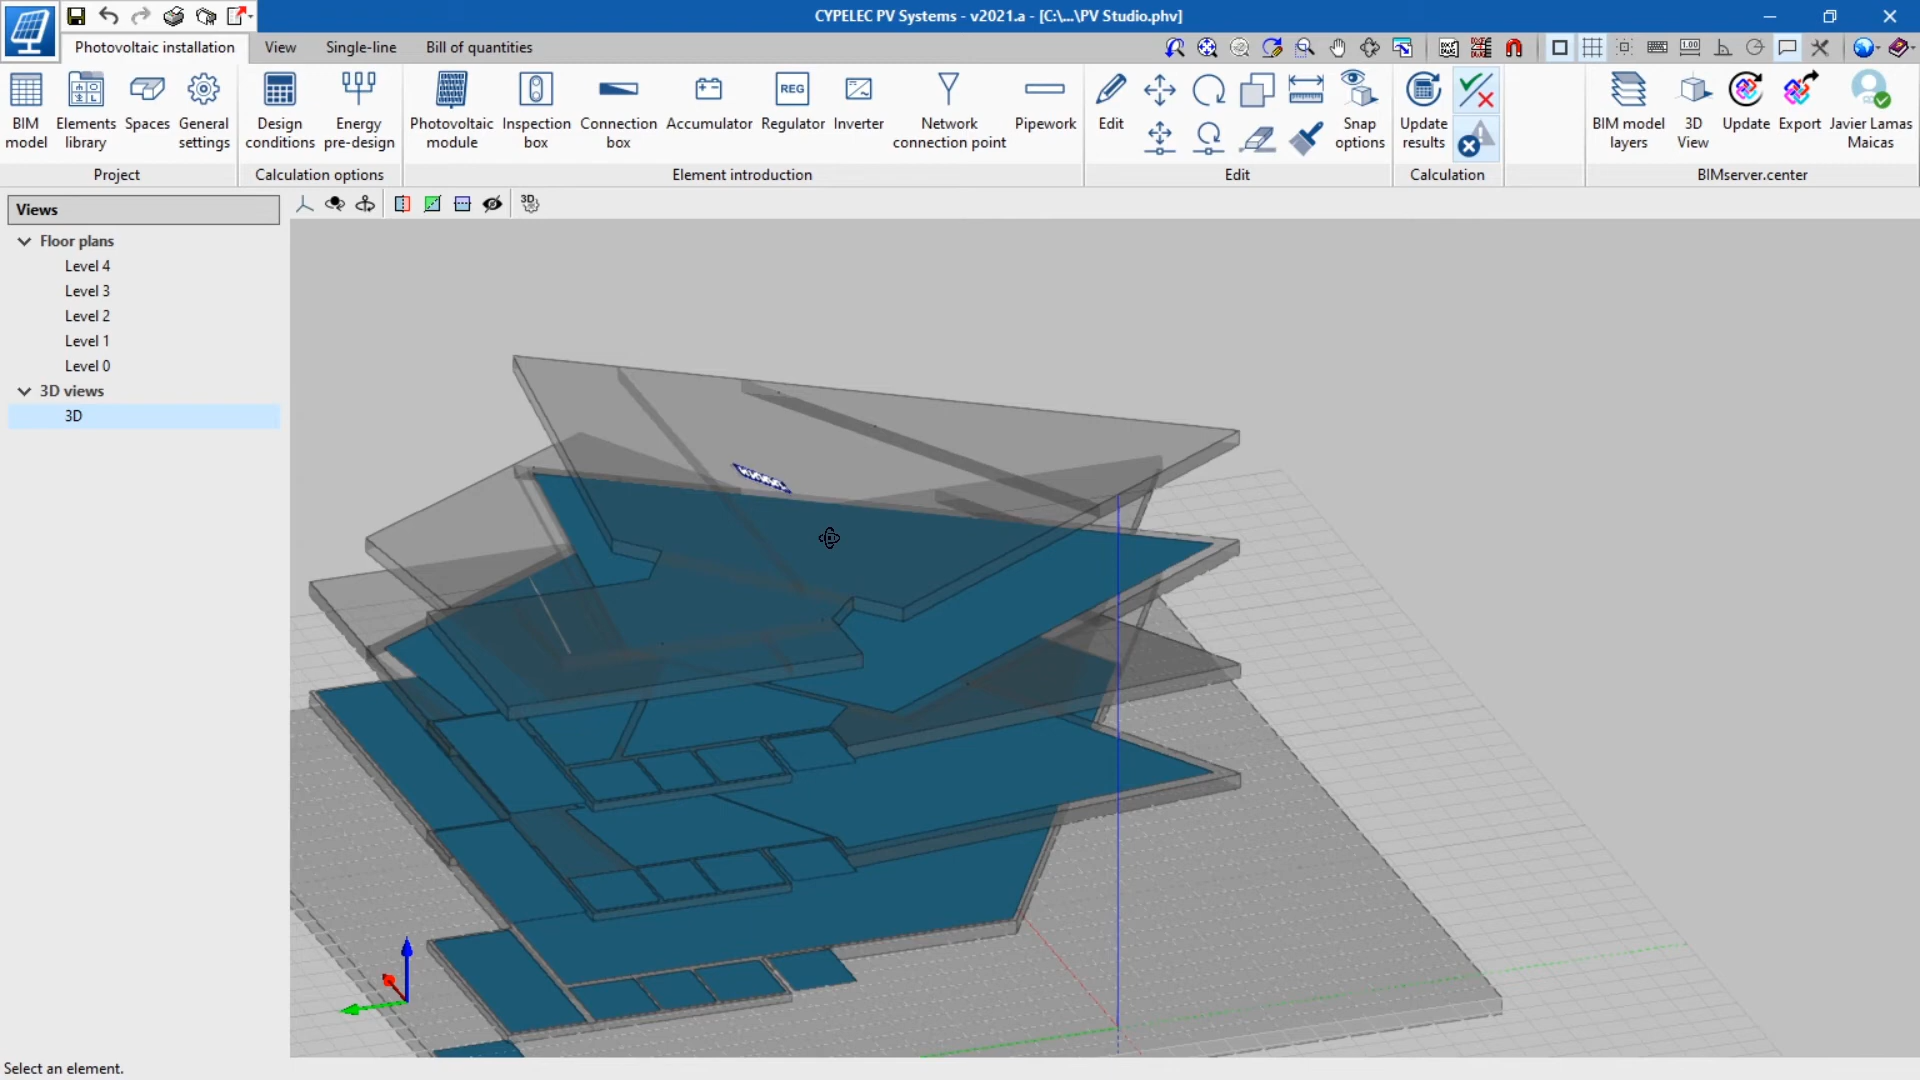 CYPELEC PV Systems - v2021.a - [C:\...\PV Studio.phv]
Photovoltaic installation
View
Single-line
Bill of quantities
BIM model
Elements library
Spaces
General settings
Design conditions
Energy pre-design
Photovoltaic module
Inspection box
Connection box
Accumulator
REG
Regulator
Inverter
Network connection point
Pipework
Edit
Snap options
Update results
BIM model layers
3D View
Update
Export
Javier Lamas Maicas
Project
Calculation options
Element introduction
Edit
Calculation
BIMserver.center
Views
3D
Floor plans
Level 4
Level 3
Level 2
Level 1
Level 0
3D views
3D
Select an element.